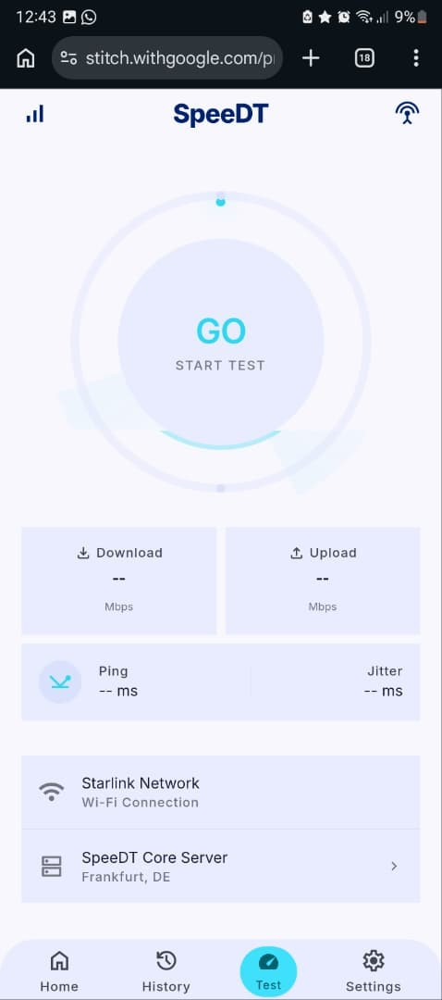 12:43
9%
stitch.withgoogle.com/p
18
SpeeDT
GO
START TEST
Download
--
Mbps
Upload
--
Mbps
Ping
-- ms
Jitter
-- ms
Starlink Network
Wi-Fi Connection
SpeeDT Core Server
Frankfurt, DE
Home
History
Test
Settings